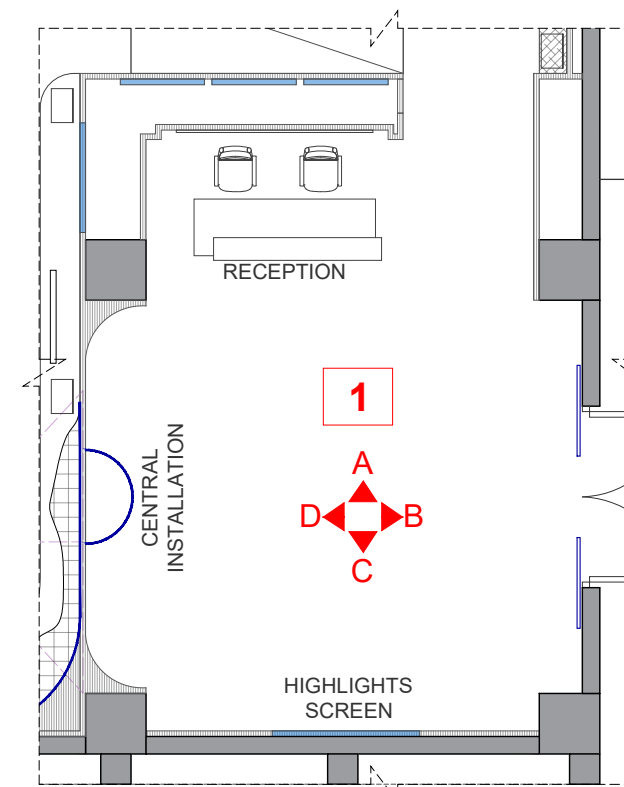 RECEPTION
1
A
D B
C
CENTRAL
INSTALLATION
HIGHLIGHTS
SCREEN